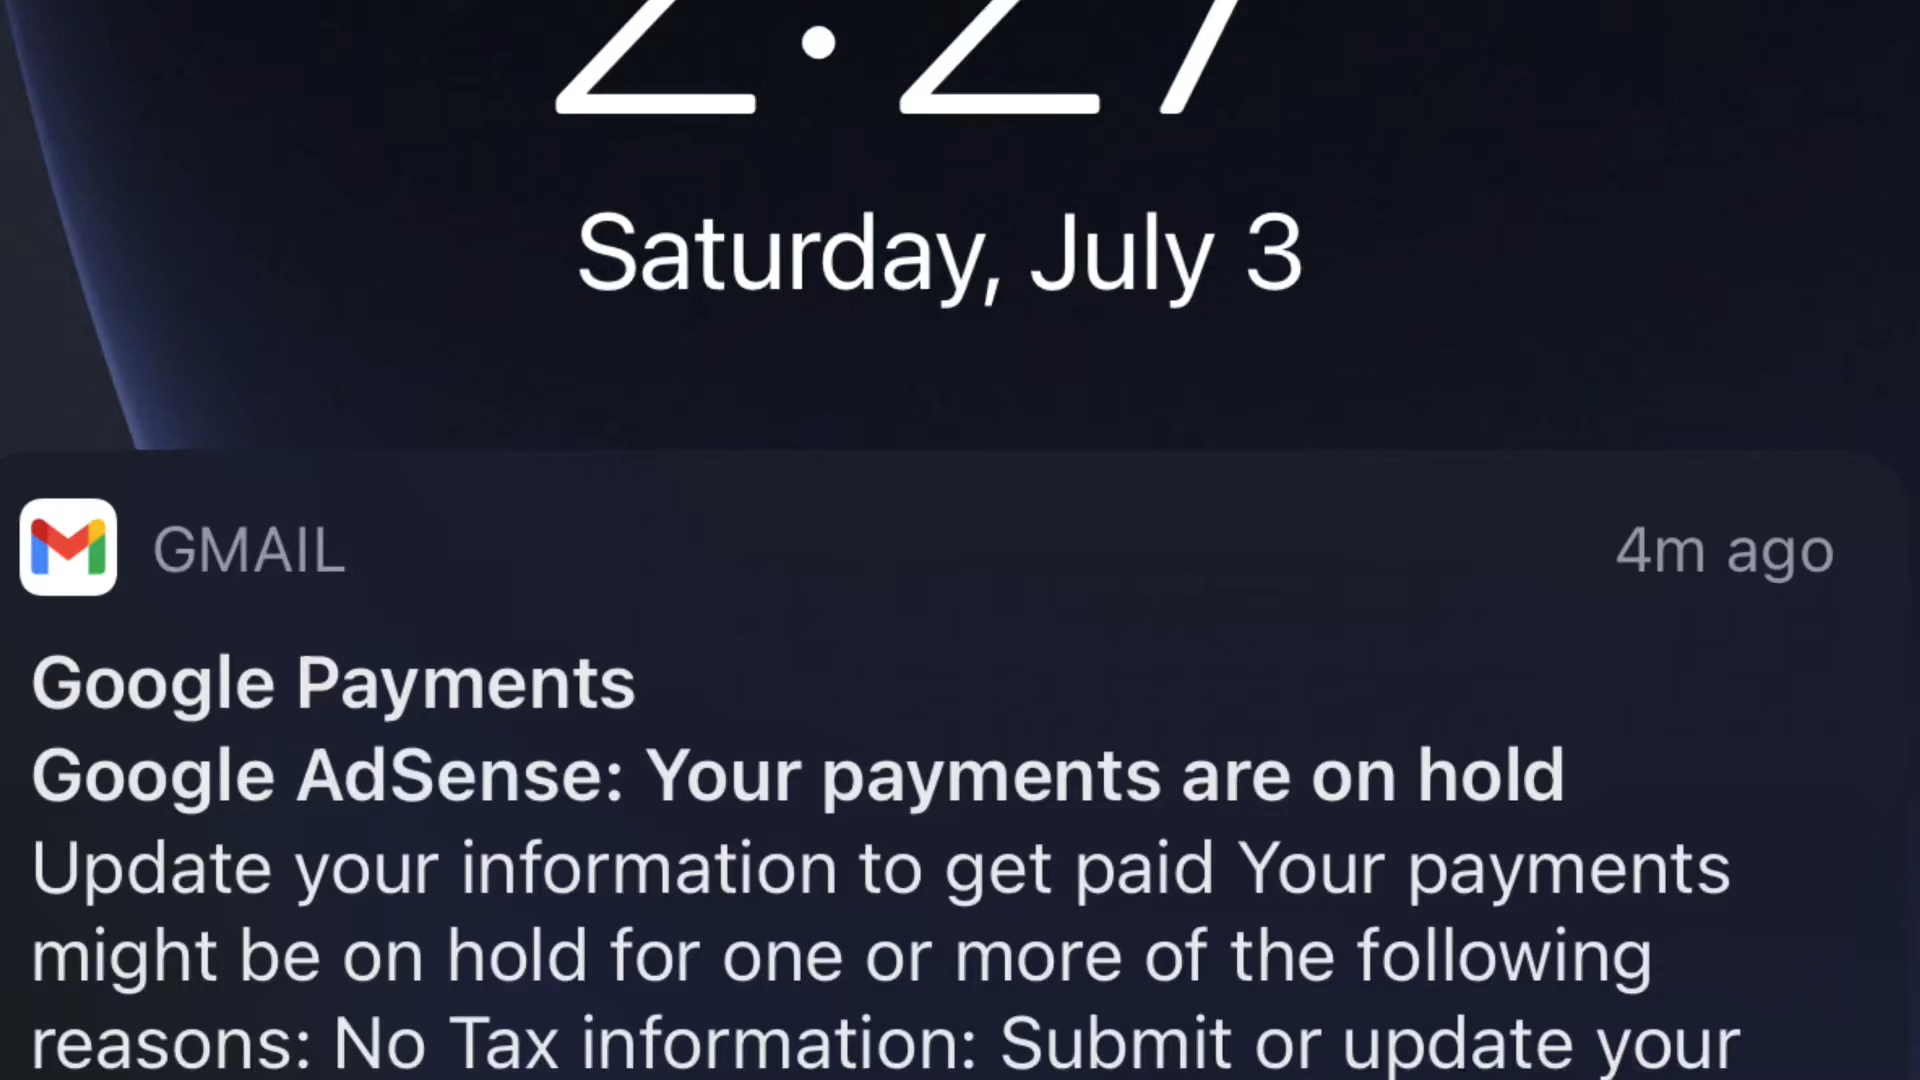 2:27
Saturday, July 3
GMAIL
4m ago
Google Payments
Google AdSense: Your payments are on hold
Update your information to get paid Your payments
might be on hold for one or more of the following
reasons: No Tax information: Submit or update your